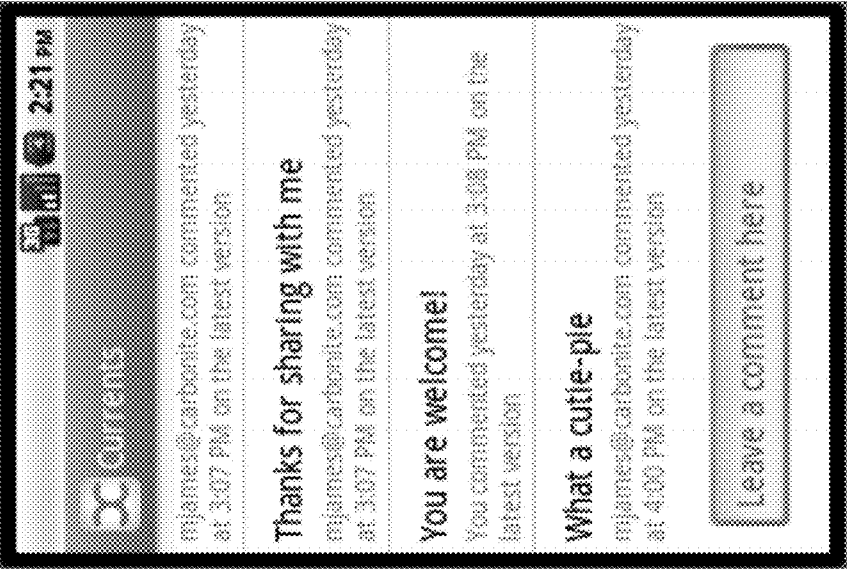 2:21 PM
Currents
mjames@carbonite.com commented yesterday
at 3:07 PM on the latest version
Thanks for sharing with me
mjames@carbonite.com commented yesterday
at 3:07 PM on the latest version
You are welcome!
You commented yesterday at 3:08 PM on the
latest version
What a cutie-pie
mjames@carbonite.com commented yesterday
at 4:00 PM on the latest version
Leave a comment here